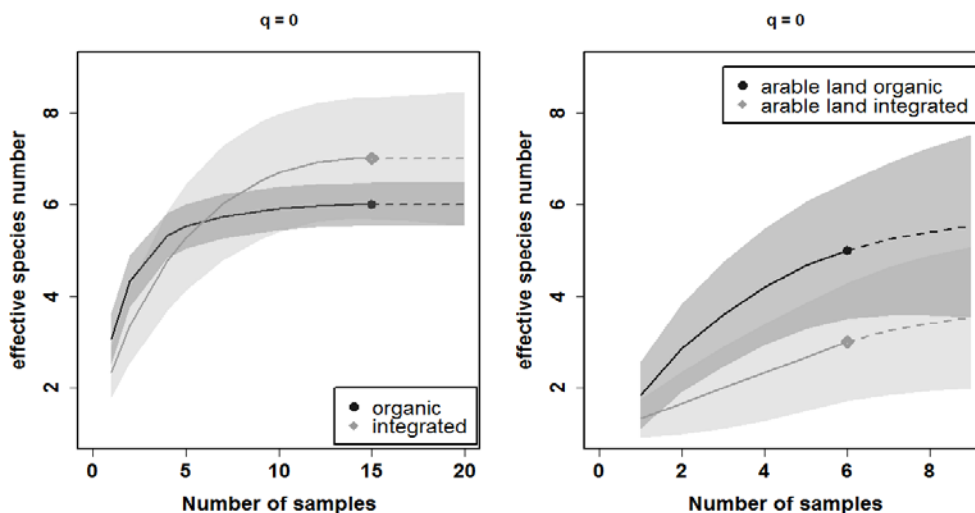 q = 0
effective species number
8
6
4
2
organic
integrated
0 5 10 15 20
Number of samples
q = 0
effective species number
8
6
4
2
arable land organic
arable land integrated
0 2 4 6 8
Number of samples